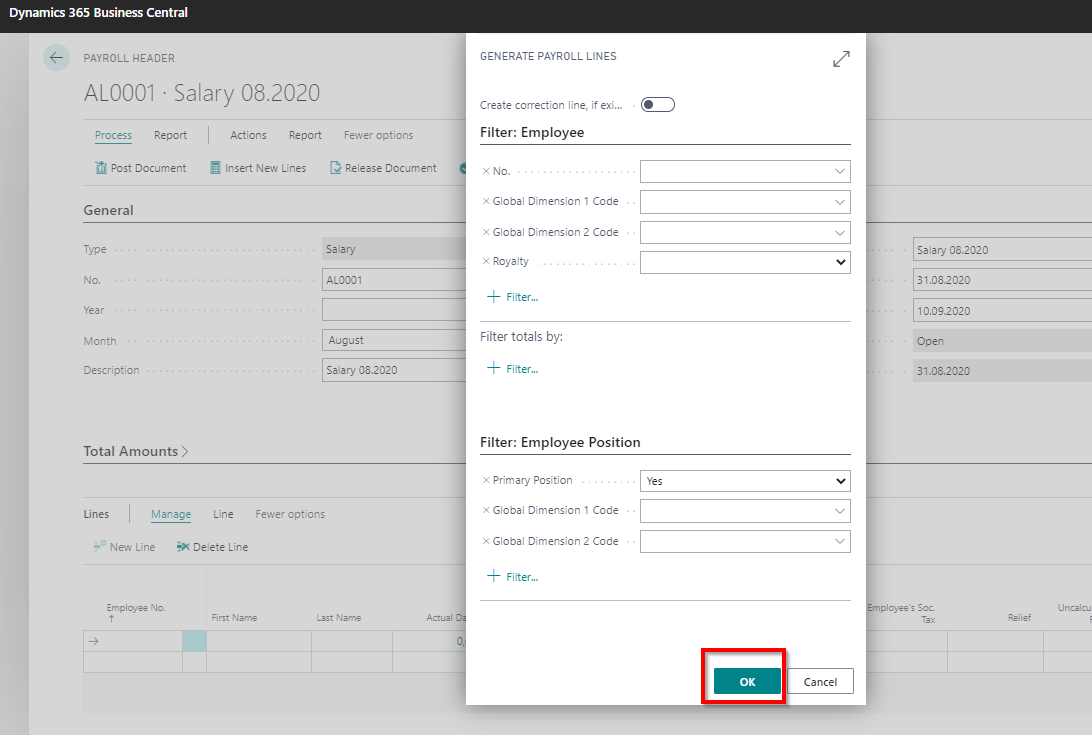 Dynamics 365 Business Central
PAYROLL HEADER
AL0001 · Salary 08.2020
Process Report Actions Report Fewer options
Post Document Insert New Lines Release Document
General
Type Salary
No. AL0001
Year
Month August
Description Salary 08.2020
Salary 08.2020
31.08.2020
10.09.2020
Open
31.08.2020
Total Amounts
Lines Manage Line Fewer options
New Line Delete Line
Employee No. ↑ First Name Last Name Actual Da
0,
Employee's Soc. Tax Relief Uncalcu
GENERATE PAYROLL LINES
Create correction line, if exi...
Filter: Employee
No.
Global Dimension 1 Code
Global Dimension 2 Code
Royalty
Filter...
Filter totals by:
Filter...
Filter: Employee Position
Primary Position Yes
Global Dimension 1 Code
Global Dimension 2 Code
Filter...
OK Cancel